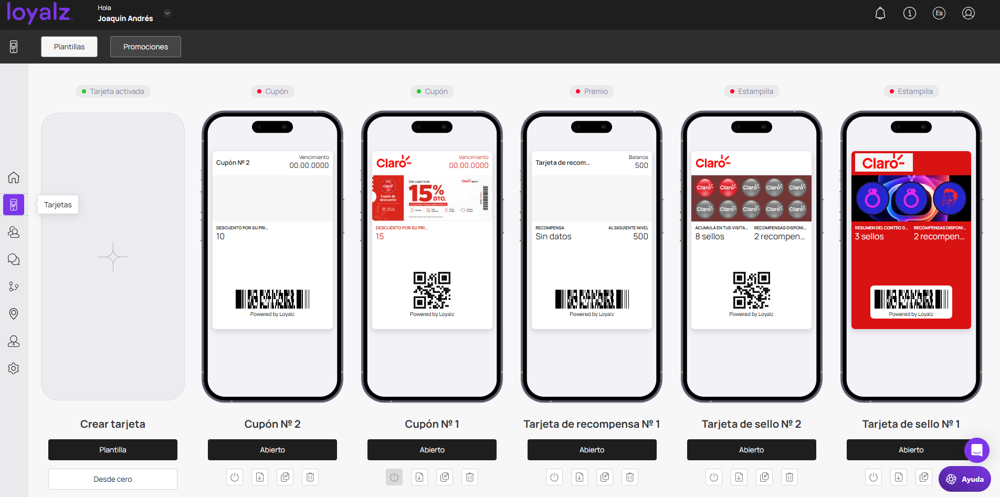 loyalz.
Hola
Joaquín Andrés
Es
Plantillas
Promociones
Tarjetas
Tarjeta activada
Crear tarjeta
Plantilla
Desde cero
Cupón
Cupón Nº 2
Vencimiento
00.00.0000
DESCUENTO POR SU PRI...
10
Powered by Loyalz
Cupón Nº 2
Abierto
Cupón
Claro
Vencimiento
00.00.0000
Claro
Cupón de
descuento
Este cupón te da
15%
DTO.
Claro
DESCUENTO POR SU PRI...
15
Powered by Loyalz
Cupón Nº 1
Abierto
Premio
Tarjeta de recom...
Balance
500
RECOMPENSA
Sin datos
AL SIGUIENTE NIVEL
500
Powered by Loyalz
Tarjeta de recompensa Nº 1
Abierto
Estampilla
Claro
Claro Claro Claro Claro Claro
Claro Claro Claro Claro Claro
ACUMULA EN TUS VISITA...
8 sellos
RECOMPENSAS DISPONI...
2 recompen...
Powered by Loyalz
Tarjeta de sello Nº 2
Abierto
Estampilla
Claro
RESUMEN DEL CONTEO D...
3 sellos
RECOMPENSAS DISPONI...
2 recompen...
Powered by Loyalz
Tarjeta de sello Nº 1
Abierto
Ayuda